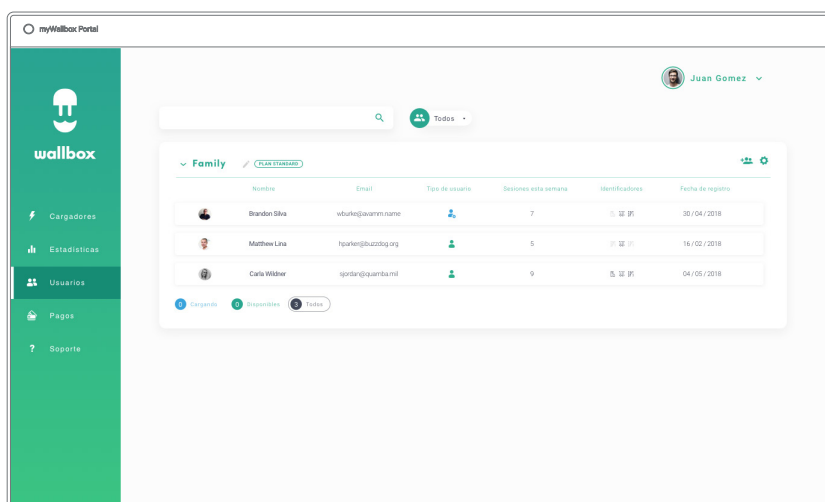 myWallbox Portal
wallbox
Cargadores
Estadísticas
Usuarios
Pagos
? Soporte
Juan Gomez
Todos
Family
PLAN STANDARD
Nombre Email Tipo de usuario Sesiones esta semana Identificadores Fecha de registro
Brandon Silva wburke@avamm.name 7 30 / 04 / 2018
Matthew Lina hparker@buzzdog.org 5 16 / 02 / 2018
Carla Wildner sjordan@quamba.mil 9 04 / 05 / 2018
0 Cargando 0 Disponibles 3 Todos